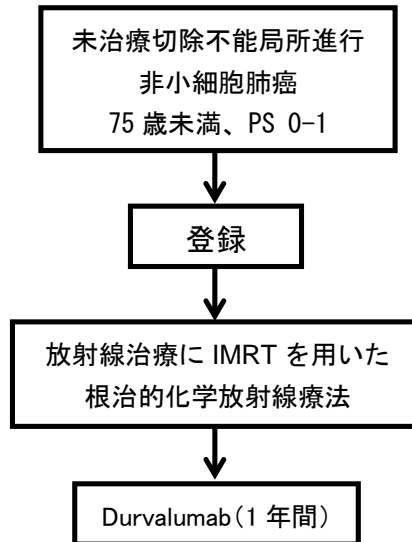 未治療切除不能局所進行
非小細胞肺癌
75 歳未満、PS 0-1
登録
放射線治療に IMRT を用いた
根治的化学放射線療法
Durvalumab（1 年間）